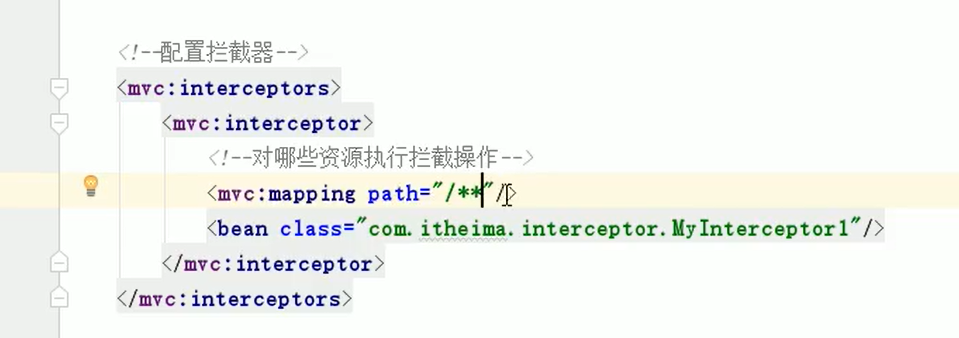 <!--配置拦截器-->
<mvc:interceptors>
<mvc:interceptor>
<!--对哪些资源执行拦截操作-->
<mvc:mapping path="/**"/>
<bean class="com.itheima.interceptor.MyInterceptor1"/>
</mvc:interceptor>
</mvc:interceptors>